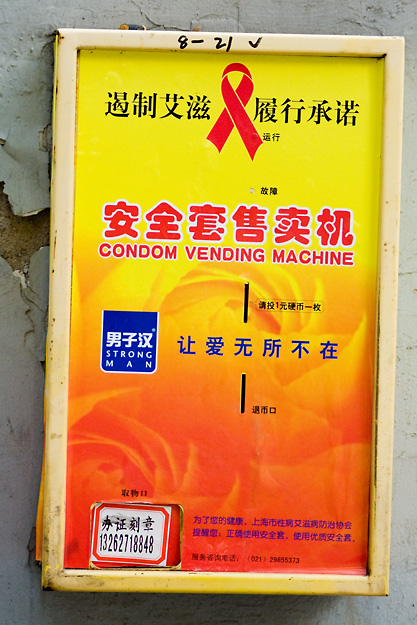 8-21 ✓
遏制艾滋 履行承诺
运行
故障
安全套售卖机
CONDOM VENDING MACHINE
请投1元硬币一枚
男子汉®
STRONG
MAN
让爱无所不在
退币口
取物口
办证刻章
13262718848
为了您的健康，上海市性病艾滋病防治协会
提醒您：正确使用安全套，使用优质安全套。
服务咨询电话：（021）29855373